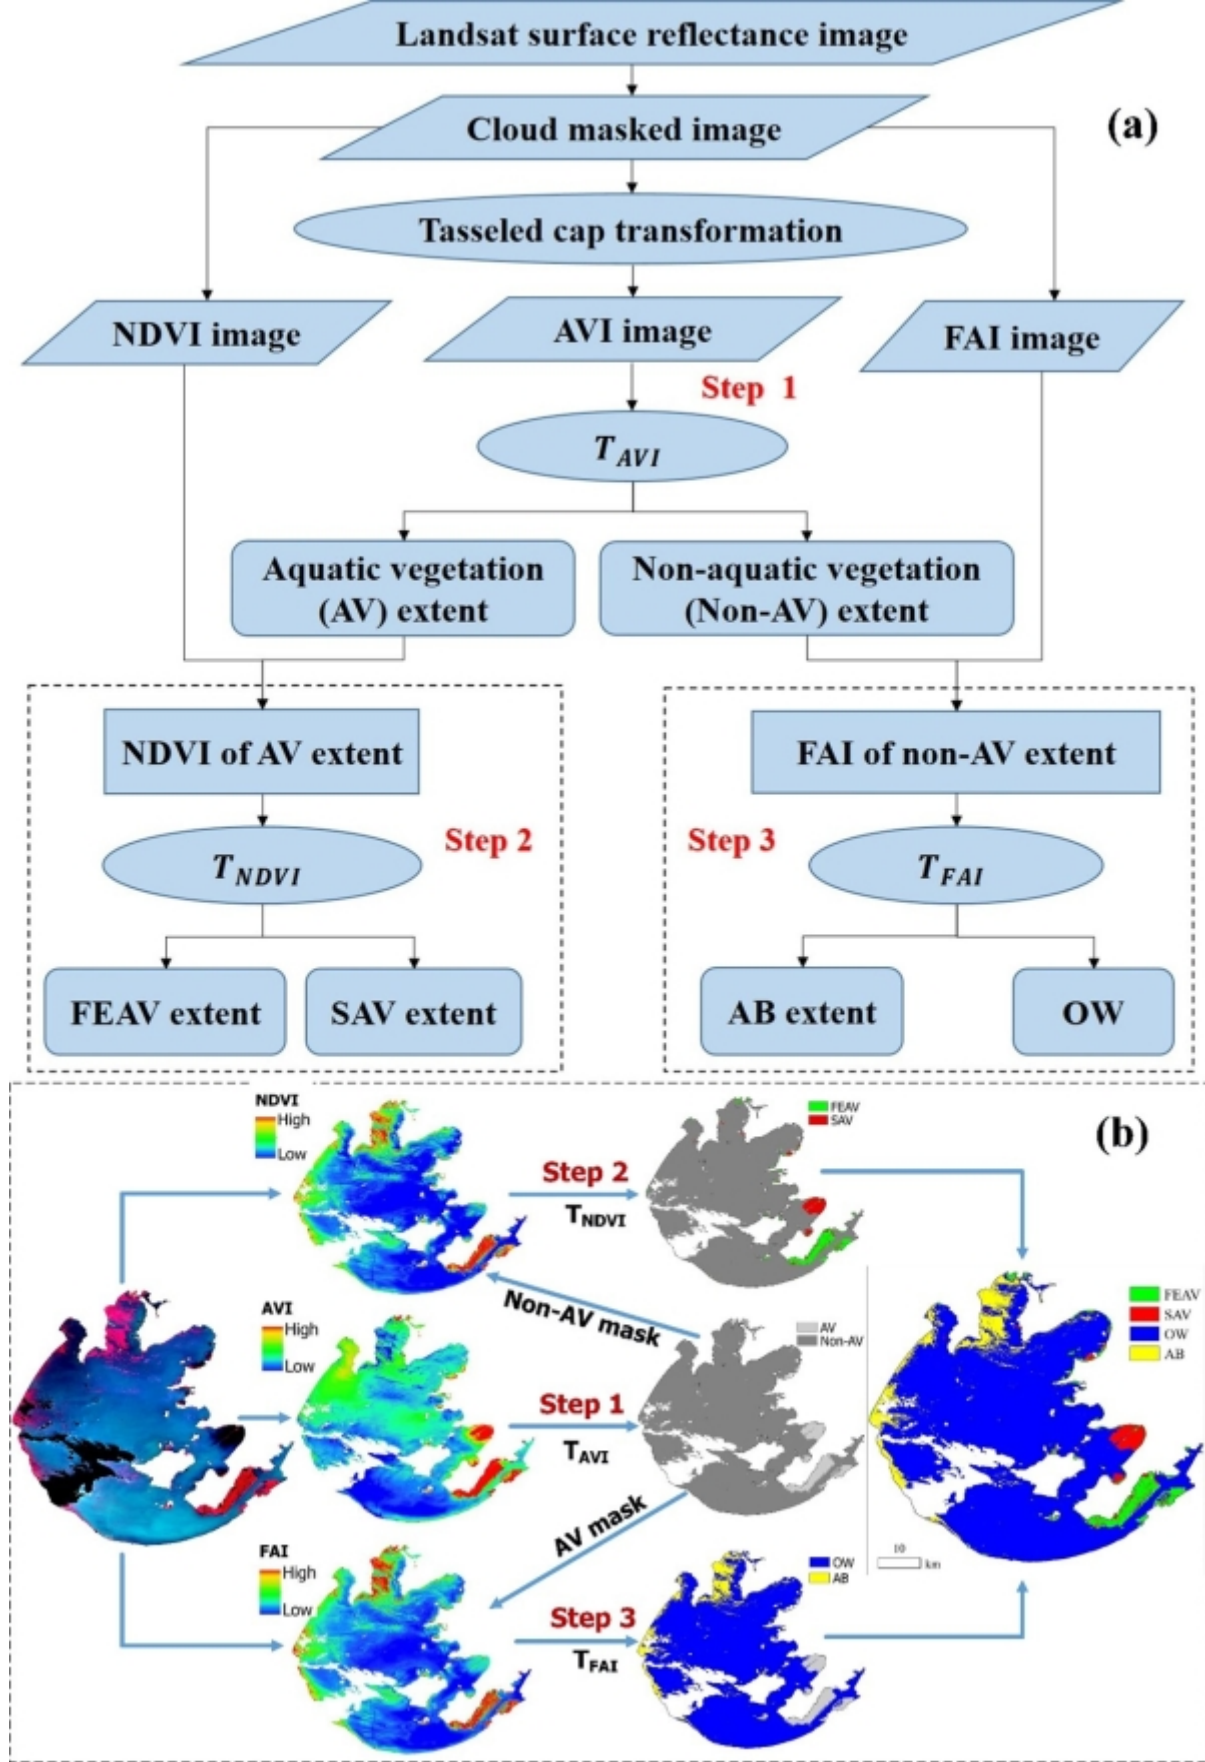 Landsat surface reflectance image
Cloud masked image
(a)
Tasseled cap transformation
NDVI image
AVI image
FAI image
Step 1
T AVI
Aquatic vegetation
(AV) extent
Non-aquatic vegetation
(Non-AV) extent
NDVI of AV extent
FAI of non-AV extent
Step 2
Step 3
T NDVI
T FAI
FEAV extent
SAV extent
AB extent
OW
NDVI
High
Low
FEAV
SAV
(b)
Step 2
TNDVI
Non-AV mask
AVI
High
Low
AV
Non-AV
FEAV
SAV
OW
AB
Step 1
TAVI
AV mask
FAI
High
Low
OW
AB
10
km
Step 3
TFAI